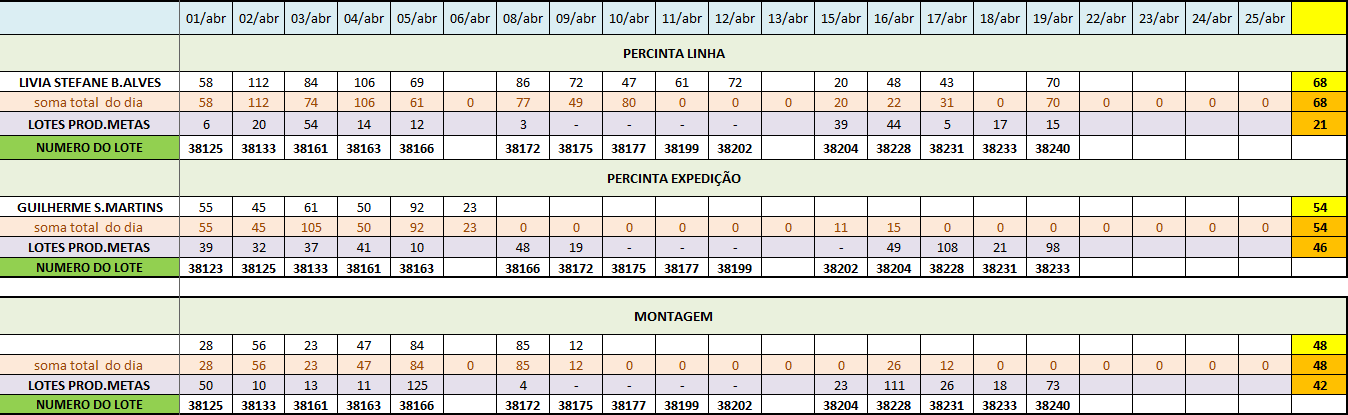 01/abr 02/abr 03/abr 04/abr 05/abr 06/abr 08/abr 09/abr 10/abr 11/abr 12/abr 13/abr 15/abr 16/abr 17/abr 18/abr 19/abr 22/abr 23/abr 24/abr 25/abr
PERCINTA LINHA
LIVIA STEFANE B.ALVES 58 112 84 106 69 86 72 47 61 72 20 48 43 70 68
soma total do dia 58 112 74 106 61 0 77 49 80 0 0 0 20 22 31 0 70 0 0 0 0 68
LOTES PROD.METAS 6 20 54 14 12 3 - - - - 39 44 5 17 15 21
NUMERO DO LOTE 38125 38133 38161 38163 38166 38172 38175 38177 38199 38202 38204 38228 38231 38233 38240
PERCINTA EXPEDIÇÃO
GUILHERME S.MARTINS 55 45 61 50 92 23 54
soma total do dia 55 45 105 50 92 23 0 0 0 0 0 0 11 15 0 0 0 0 0 0 0 54
LOTES PROD.METAS 39 32 37 41 10 48 19 - - - - 49 108 21 98 46
NUMERO DO LOTE 38123 38125 38133 38161 38163 38166 38172 38175 38177 38199 38202 38204 38228 38231 38233
MONTAGEM
28 56 23 47 84 85 12 48
soma total do dia 28 56 23 47 84 0 85 12 0 0 0 0 0 26 12 0 0 0 0 0 0 48
LOTES PROD.METAS 50 10 13 11 125 4 - - - - 23 111 26 18 73 42
NUMERO DO LOTE 38125 38133 38161 38163 38166 38172 38175 38177 38199 38202 38204 38228 38231 38233 38240